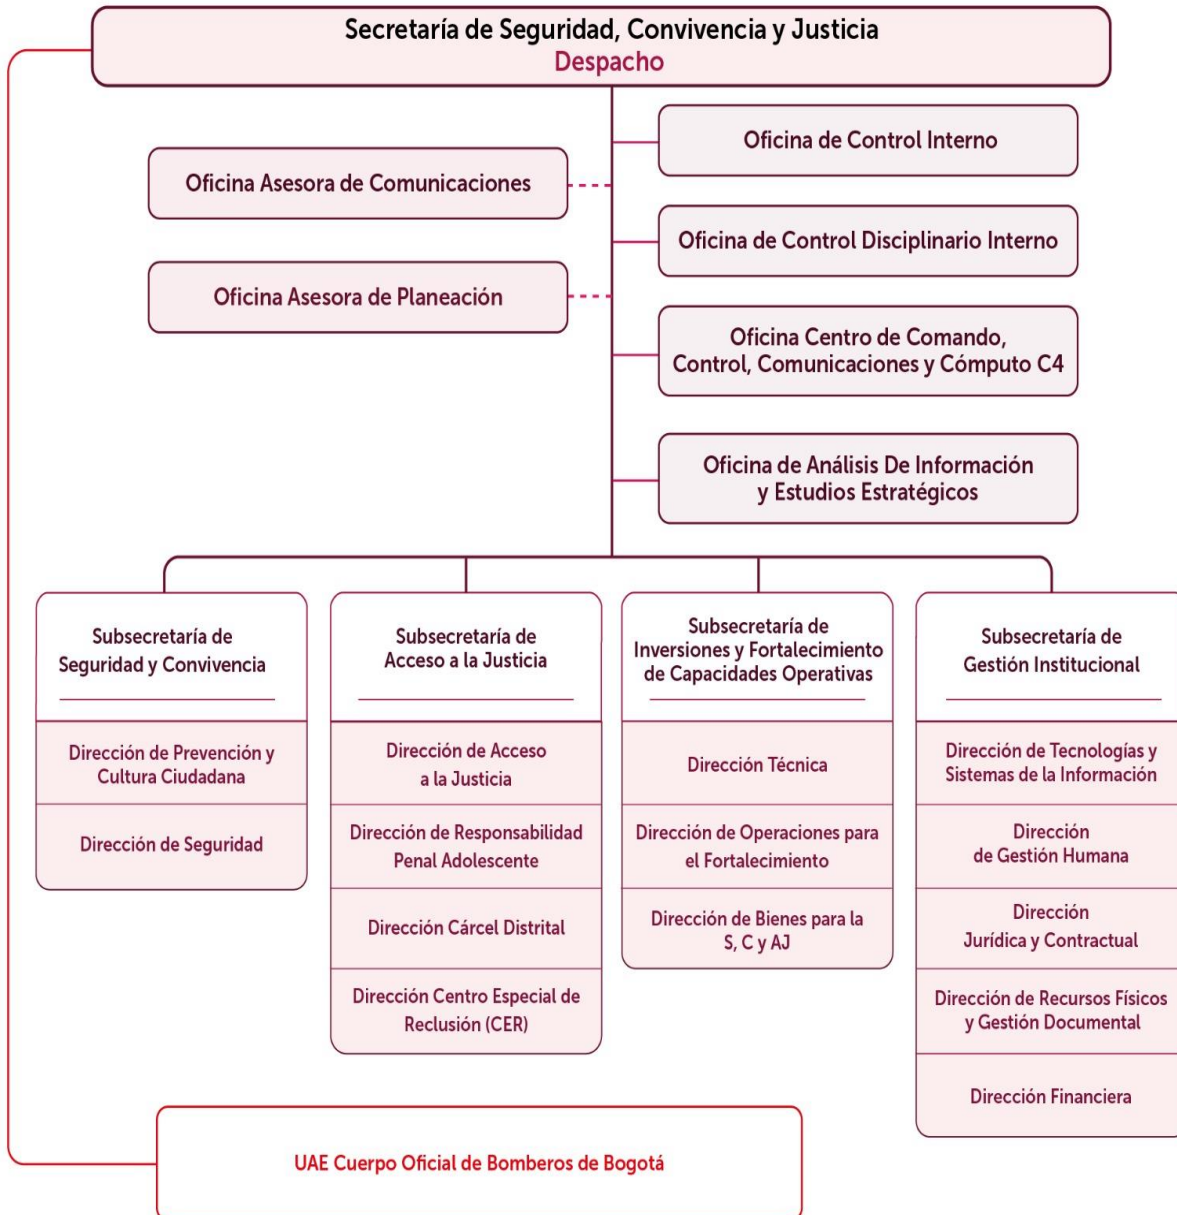 Secretaría de Seguridad, Convivencia y Justicia
Despacho
Oficina de Control Interno
Oficina Asesora de Comunicaciones
Oficina de Control Disciplinario Interno
Oficina Asesora de Planeación
Oficina Centro de Comando,
Control, Comunicaciones y Cómputo C4
Oficina de Análisis De Información
y Estudios Estratégicos
Subsecretaría de
Seguridad y Convivencia
Dirección de Prevención y
Cultura Ciudadana
Dirección de Seguridad
Subsecretaría de
Acceso a la Justicia
Dirección de Acceso
a la Justicia
Dirección de Responsabilidad
Penal Adolescente
Dirección Cárcel Distrital
Dirección Centro Especial de
Reclusión (CER)
Subsecretaría de
Inversiones y Fortalecimiento
de Capacidades Operativas
Dirección Técnica
Dirección de Operaciones para
el Fortalecimiento
Dirección de Bienes para la
S, C y AJ
Subsecretaría de
Gestión Institucional
Dirección de Tecnologías y
Sistemas de la Información
Dirección
de Gestión Humana
Dirección
Jurídica y Contractual
Dirección de Recursos Físicos
y Gestión Documental
Dirección Financiera
UAE Cuerpo Oficial de Bomberos de Bogotá